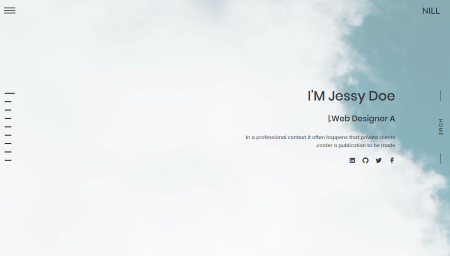 NILL
I'M Jessy Doe
|.Web Designer A
HOME
In a professional context it often happens that private clients
.corder a publication to be made